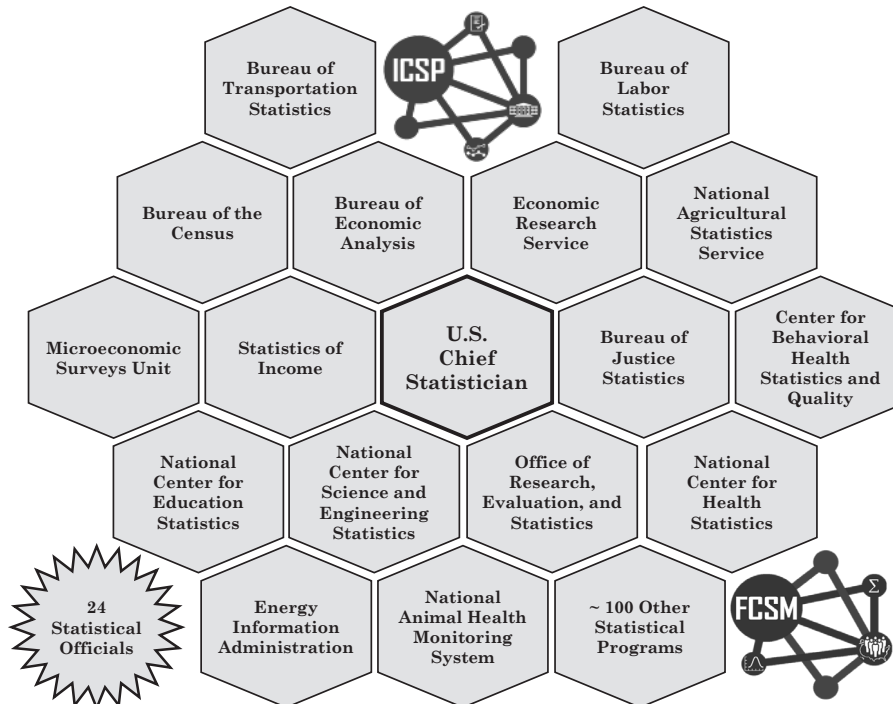 Bureau of
Transportation
Statistics
ICSP
Bureau of
Labor
Statistics
Bureau of the
Census
Bureau of
Economic
Analysis
Economic
Research
Service
National
Agricultural
Statistics
Service
Microeconomic
Surveys Unit
Statistics of
Income
U.S.
Chief
Statistician
Bureau of
Justice
Statistics
Center for
Behavioral
Health
Statistics and
Quality
National
Center for
Education
Statistics
National
Center for
Science and
Engineering
Statistics
Office of
Research,
Evaluation, and
Statistics
National
Center for
Health
Statistics
24
Statistical
Officials
Energy
Information
Administration
National
Animal Health
Monitoring
System
~ 100 Other
Statistical
Programs
FCSM
Σ